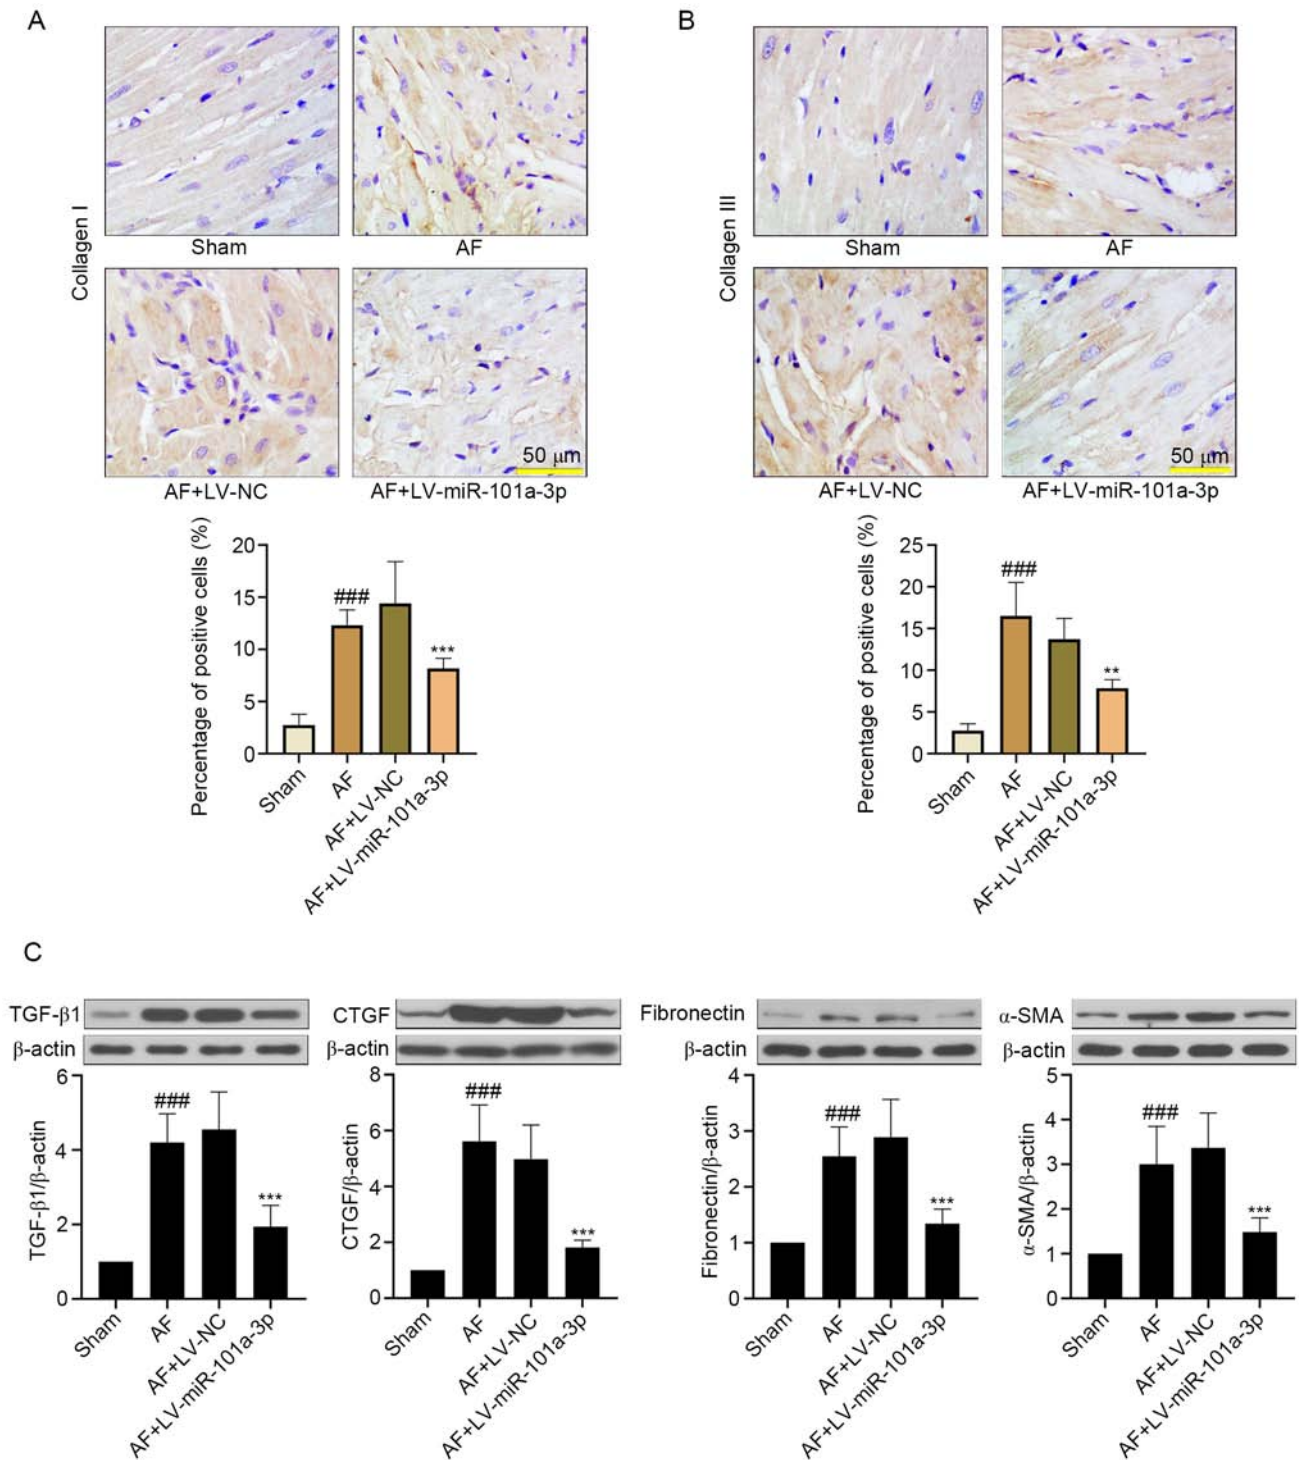 A
Collagen I
Sham
AF
50 μm
AF+LV-NC
AF+LV-miR-101a-3p
Percentage of positive cells (%)
20
15
10
5
0
###
***
Sham
AF
AF+LV-NC
AF+LV-miR-101a-3p
B
Collagen III
Sham
AF
50 μm
AF+LV-NC
AF+LV-miR-101a-3p
Percentage of positive cells (%)
25
20
15
10
5
0
###
**
Sham
AF
AF+LV-NC
AF+LV-miR-101a-3p
C
TGF-β1
β-actin
TGF-β1/β-actin
6
4
2
0
###
***
Sham
AF
AF+LV-NC
AF+LV-miR-101a-3p
CTGF
β-actin
CTGF/β-actin
8
6
4
2
0
###
***
Sham
AF
AF+LV-NC
AF+LV-miR-101a-3p
Fibronectin
β-actin
Fibronectin/β-actin
4
3
2
1
0
###
***
Sham
AF
AF+LV-NC
AF+LV-miR-101a-3p
α-SMA
β-actin
α-SMA/β-actin
5
4
3
2
1
0
###
***
Sham
AF
AF+LV-NC
AF+LV-miR-101a-3p